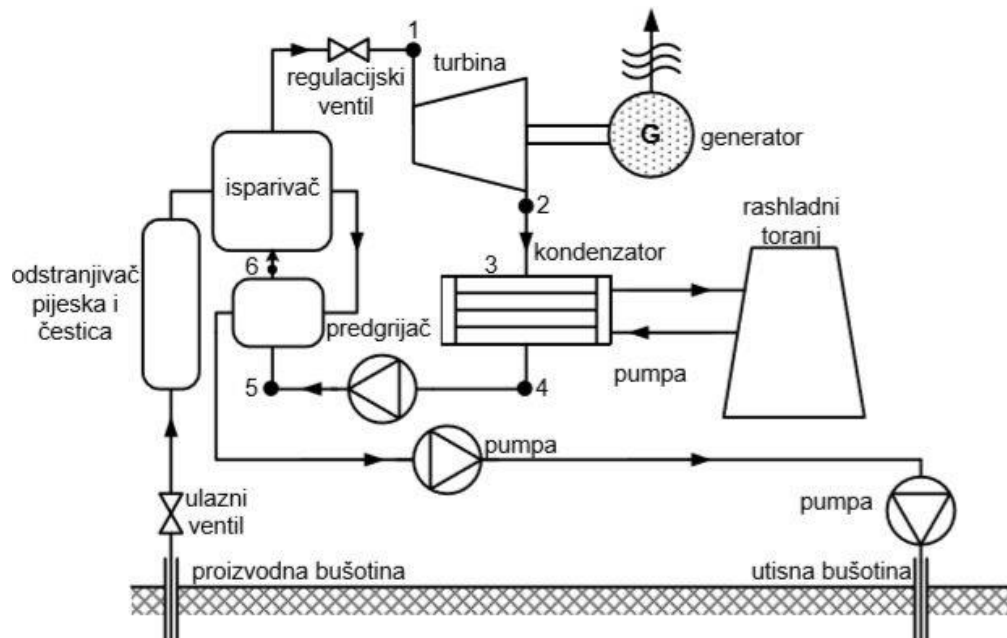 1
turbina
regulacijski
ventil
G
generator
isparivač
2
rashladni
toranj
kondenzator
3
odstranjivač
pijeska i
čestica
6
predgrijač
pumpa
5
4
pumpa
ulazni
ventil
pumpa
proizvodna bušotina
utisna bušotina